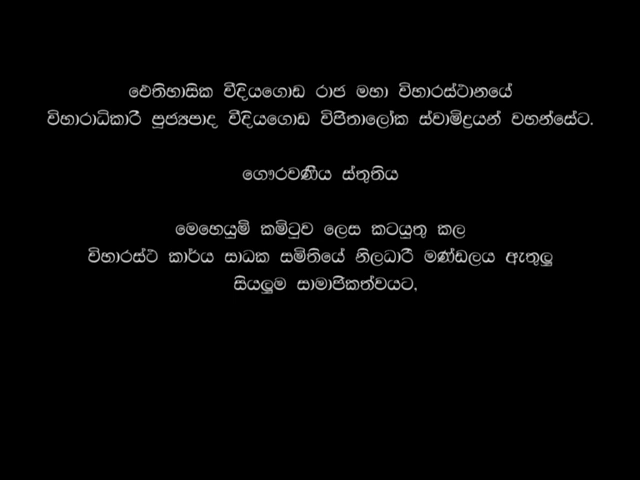 ඓතිහාසික වීදියගොඩ රාජ මහා විහාරස්ථානයේ
විහාරාධිකාරී පූජ්‍යපාද වීදියගොඩ විජිතාලෝක ස්වාමිද්‍රයන් වහන්සේට.
ගෞරවණීය ස්තූතිය
මෙහෙයුම් කමිටුව ලෙස කටයුතු කල
විහාරස්ථ කාර්ය සාධක සමිතියේ නිලධාරී මණ්ඩලය ඇතුලු
සියලුම සාමාජිකත්වයට.